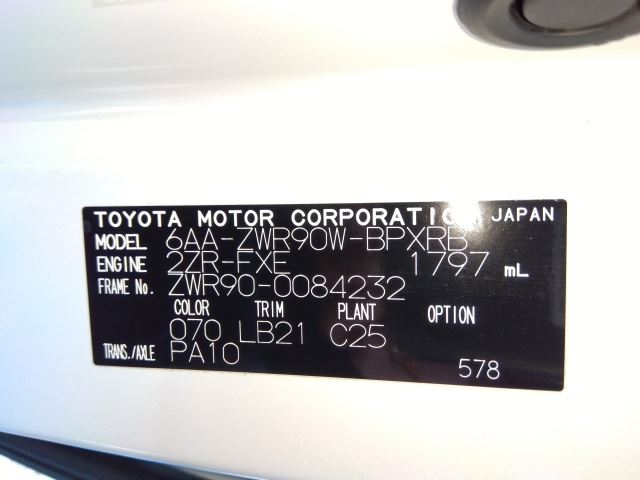 TOYOTA MOTOR CORPORATION JAPAN
MODEL 6AA-ZWR90W-BPXRB
ENGINE 2ZR-FXE 1797 mL
FRAME No. ZWR90-0084232
COLOR TRIM PLANT OPTION
070 LB21 C25
TRANS./AXLE PA10
578